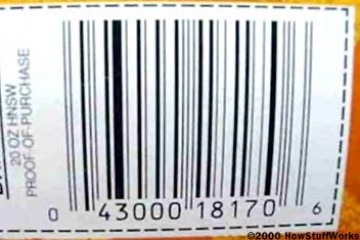 20 OZ HNSW
PROOF-OF-PURCHASE
0 43000 18170 6
©2000 HowStuffWorks